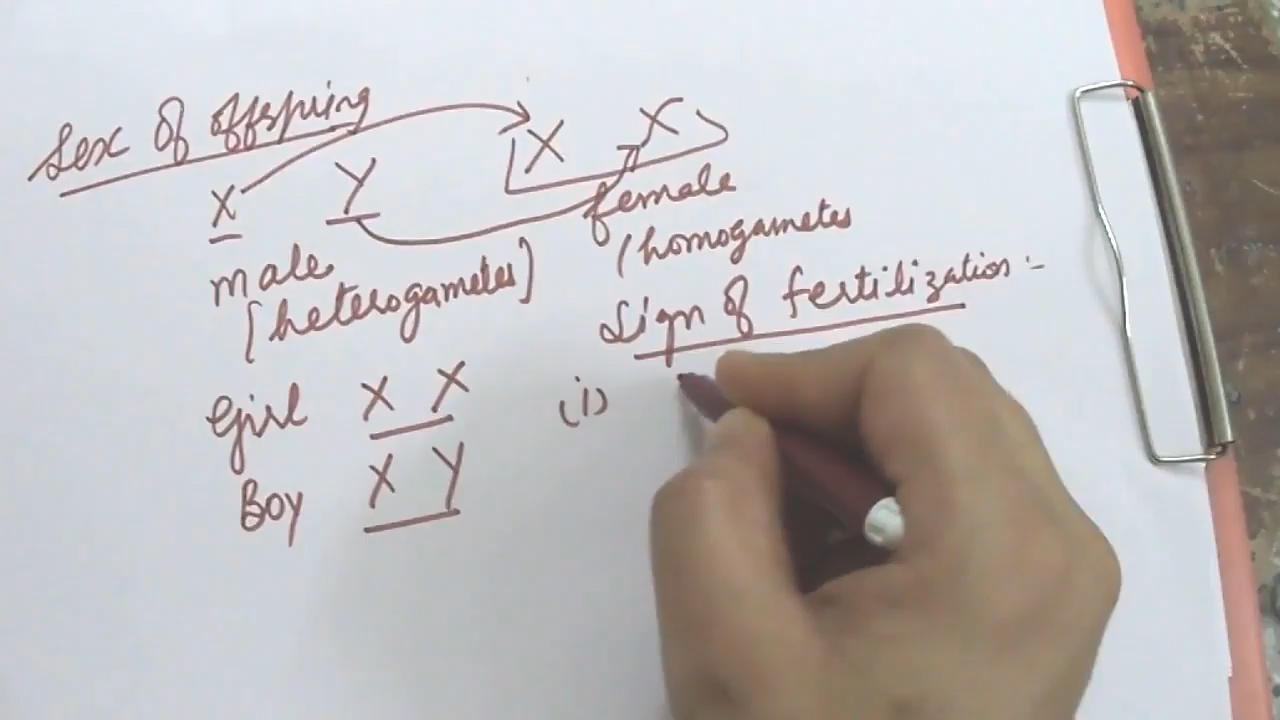 Sex of offspring
X Y X X
male female
[heterogametes] (homogametes
Sign of fertilization :-
Girl X X (i)
Boy X Y